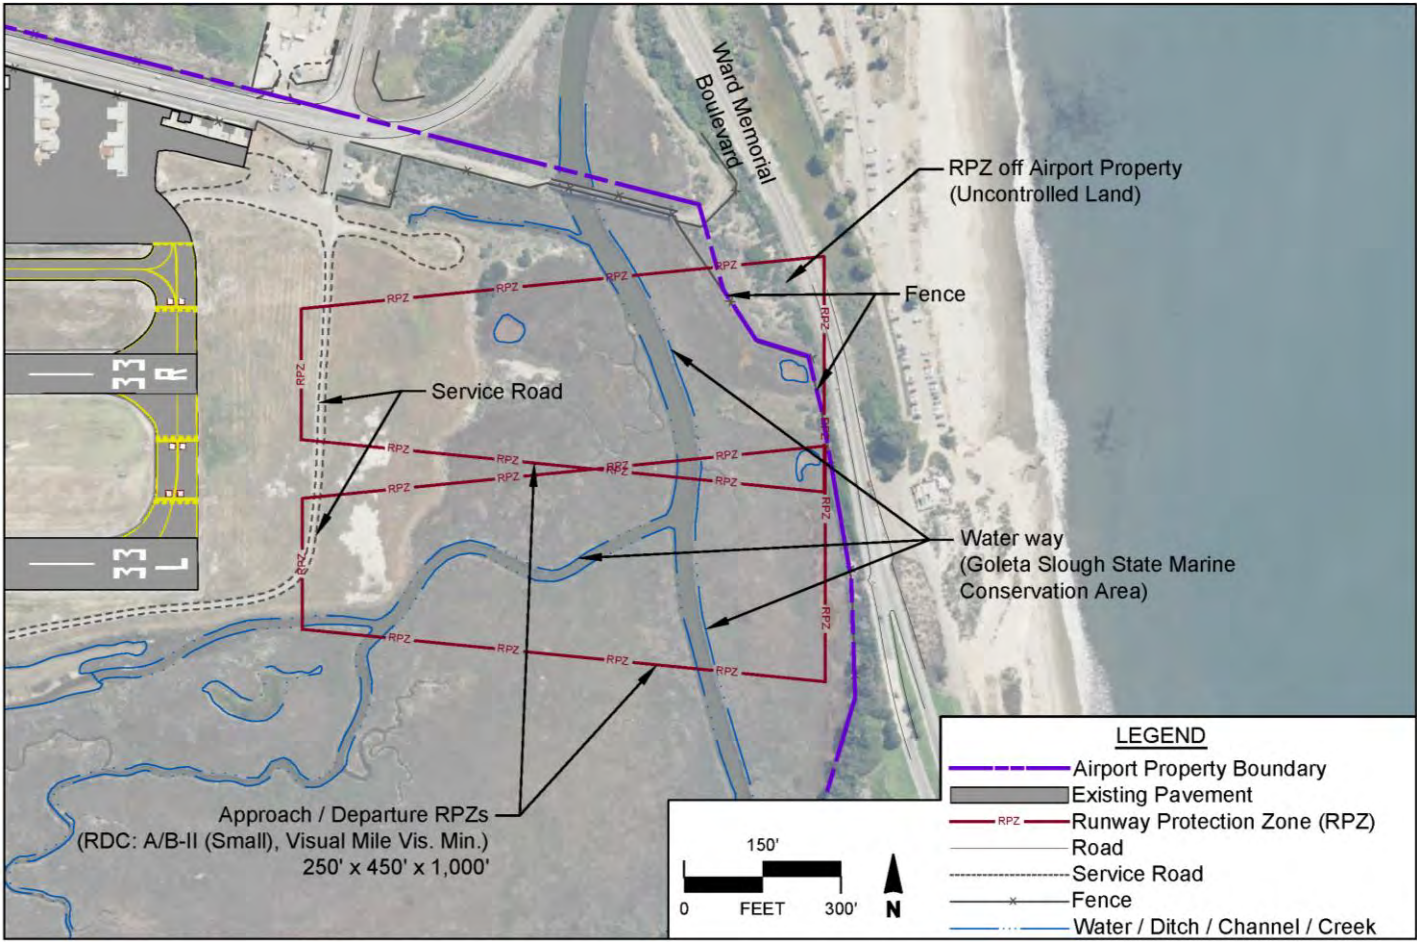 Ward Memorial
Boulevard
RPZ off Airport Property
(Uncontrolled Land)
RPZ
RPZ
RPZ
RPZ
Fence
RPZ
RPZ
33
R
Service Road
RPZ
RPZ
RPZ
RPZ
RPZ
RPZ
RPZ
RPZ
RPZ
RPZ
RPZ
33
L
RPZ
Water way
(Goleta Slough State Marine
Conservation Area)
RPZ
RPZ
RPZ
RPZ
RPZ
Approach / Departure RPZs
(RDC: A/B-II (Small), Visual Mile Vis. Min.)
250' x 450' x 1,000'
150'
0 FEET 300'
N
LEGEND
Airport Property Boundary
Existing Pavement
RPZ Runway Protection Zone (RPZ)
Road
Service Road
Fence
Water / Ditch / Channel / Creek